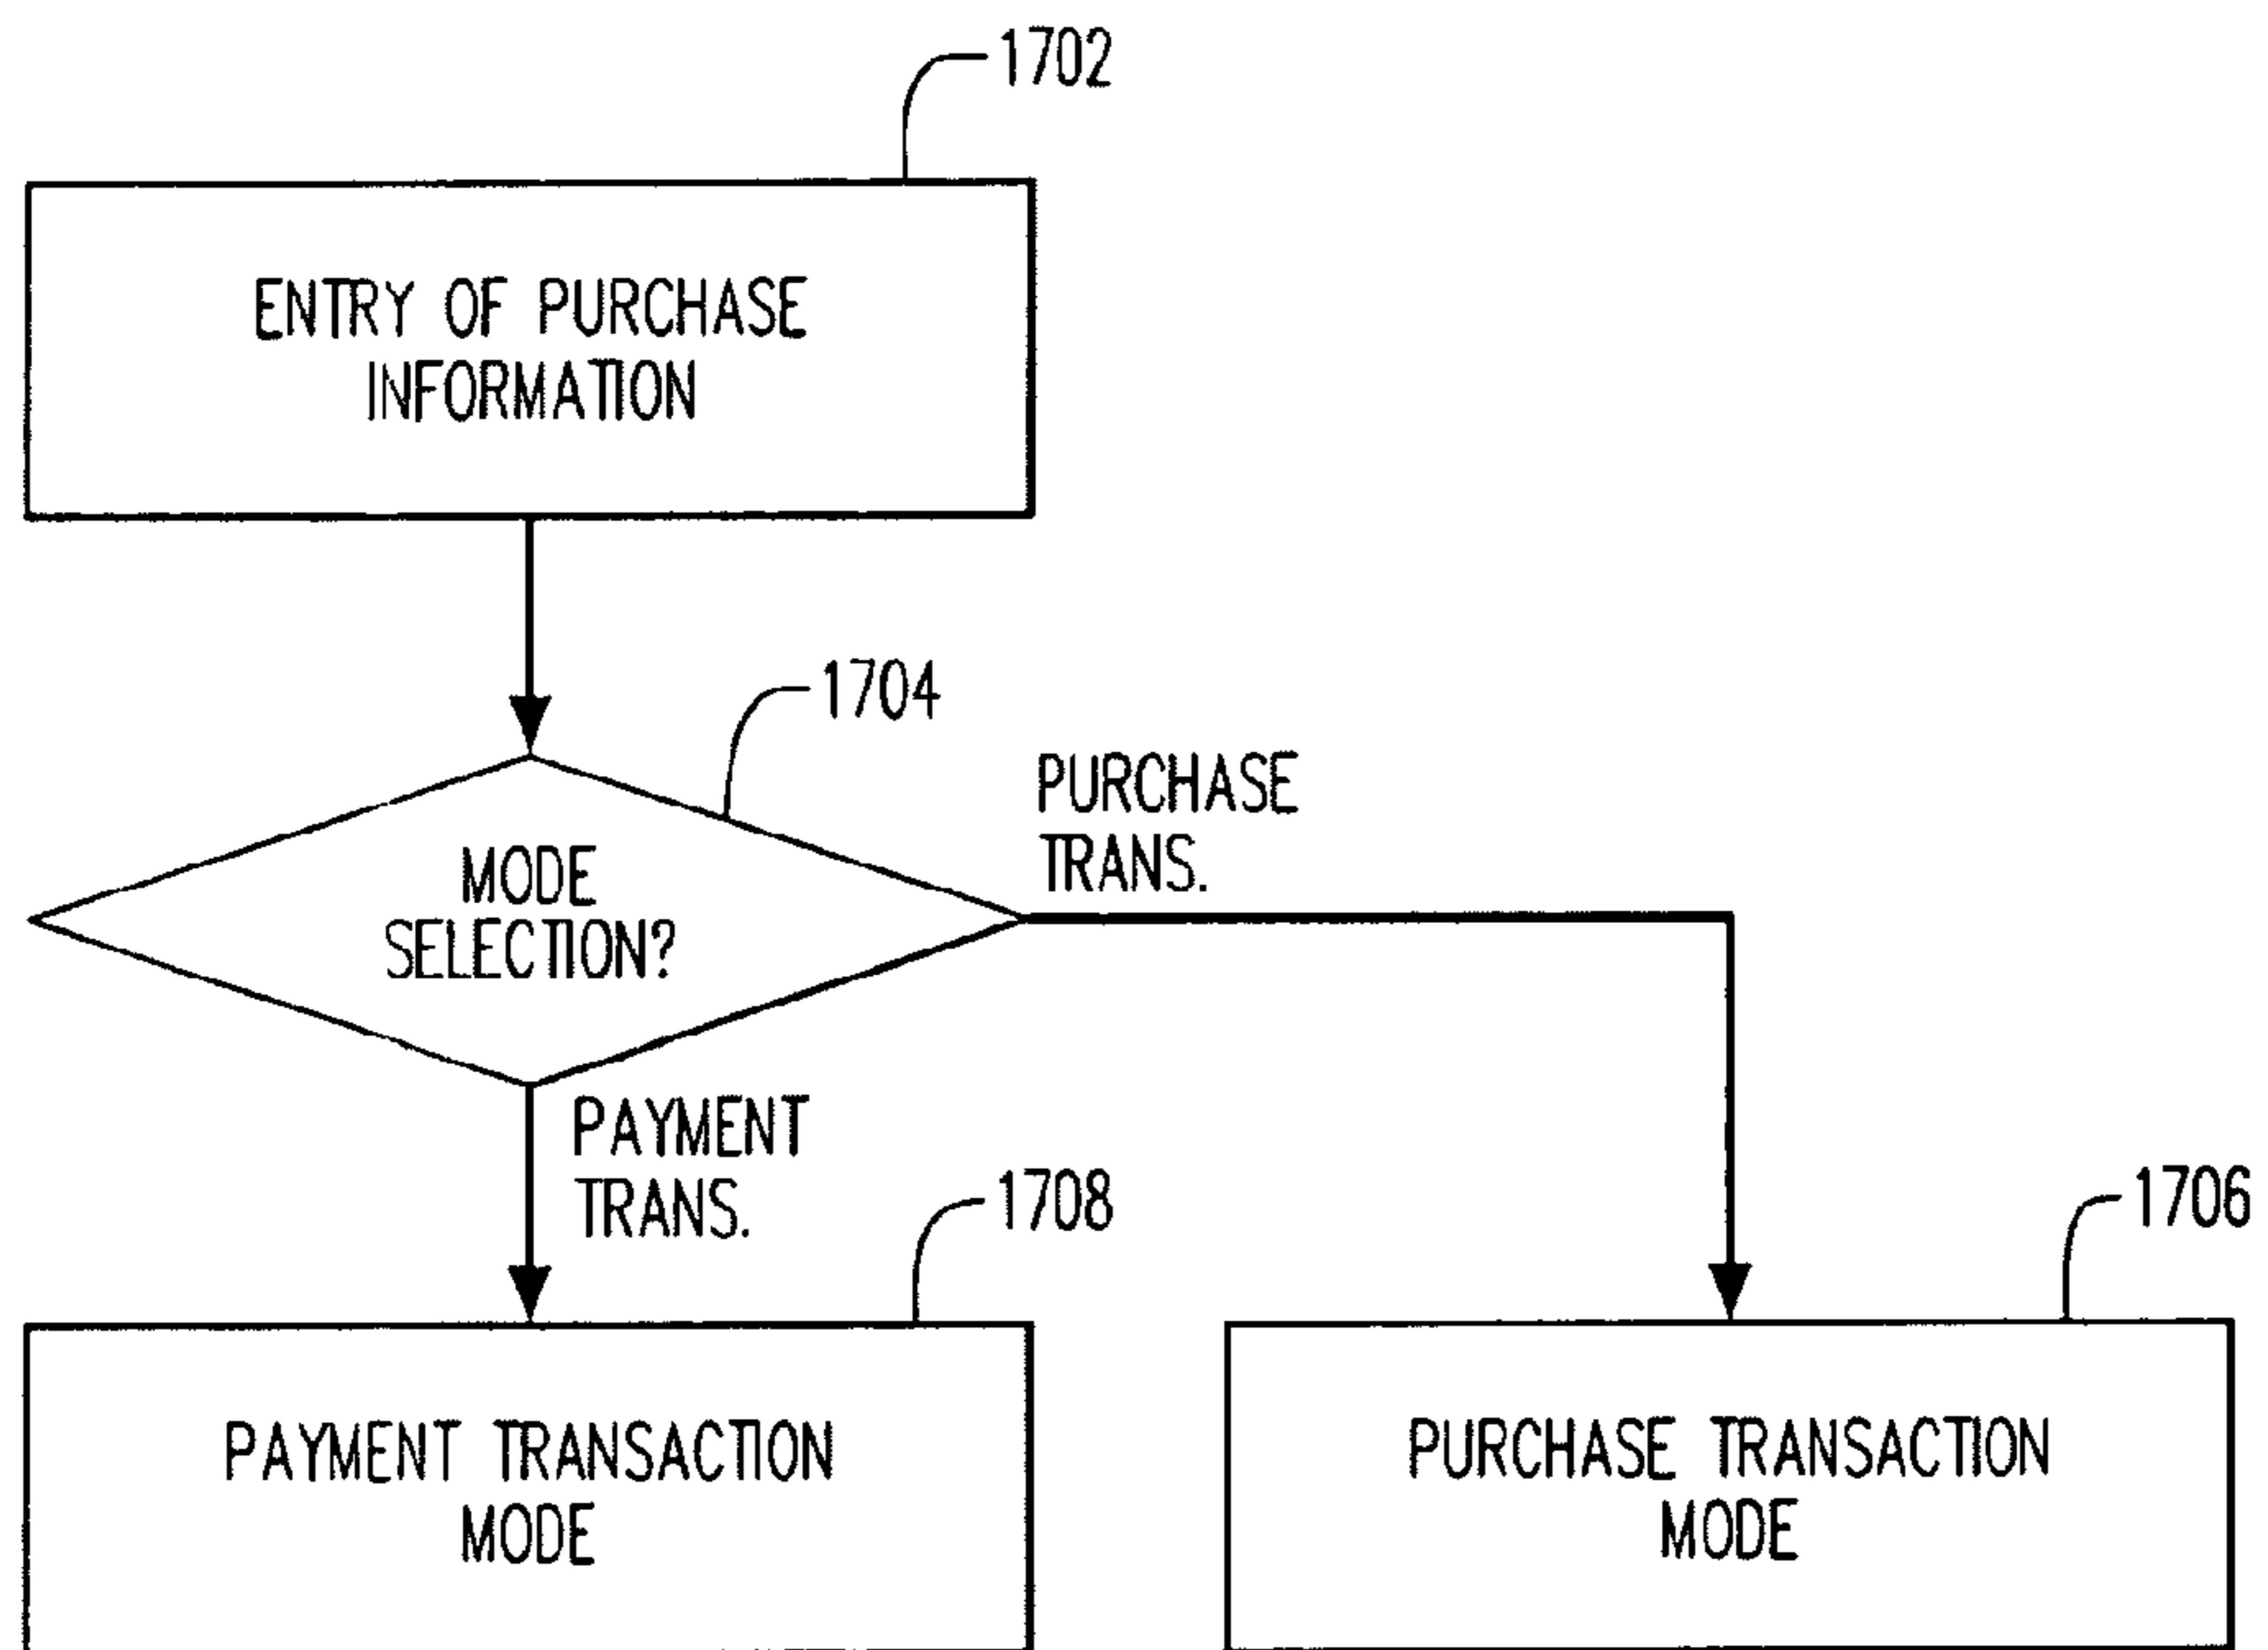 1702
ENTRY OF PURCHASE
INFORMATION
1704
MODE
SELECTION?
PURCHASE
TRANS.
PAYMENT
TRANS.
1708
1706
PAYMENT TRANSACTION
MODE
PURCHASE TRANSACTION
MODE